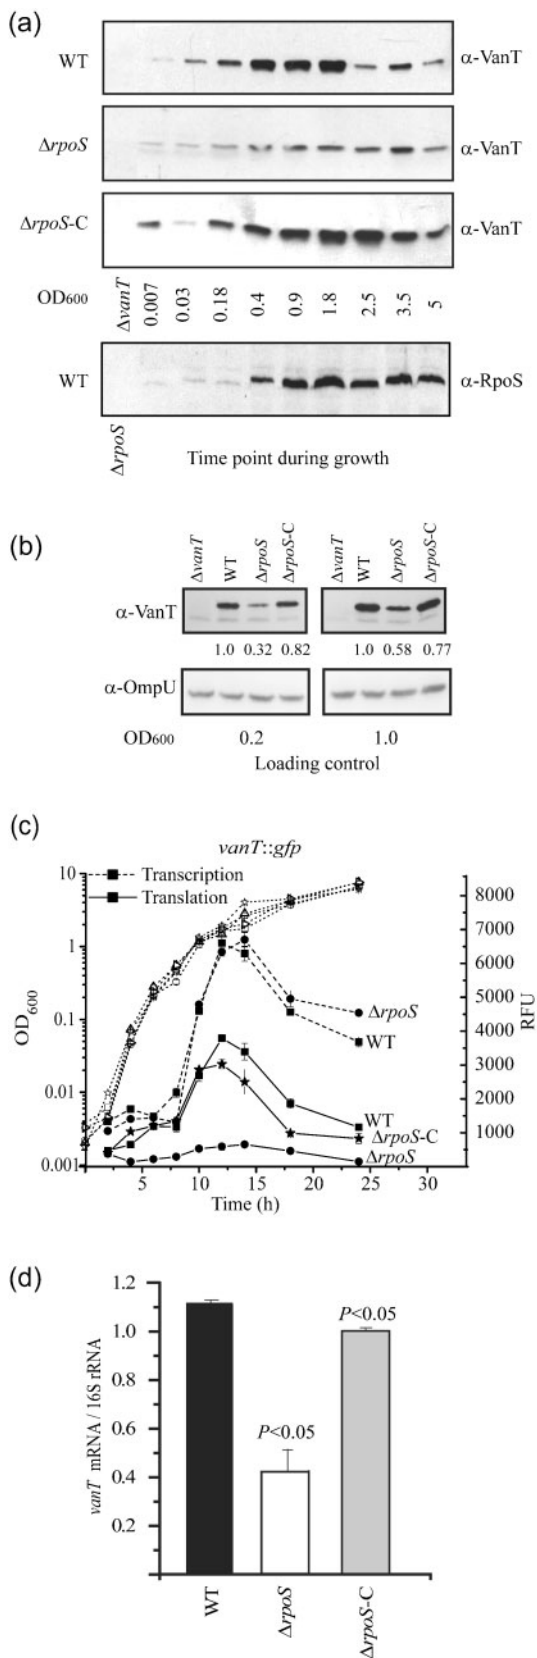 (a)
WT α-VanT
ΔrpoS α-VanT
ΔrpoS-C α-VanT
OD600 ΔvanT 0.007 0.03 0.18 0.4 0.9 1.8 2.5 3.5 5
WT α-RpoS
ΔrpoS
Time point during growth
(b)
ΔvanT WT ΔrpoS ΔrpoS-C ΔvanT WT ΔrpoS ΔrpoS-C
α-VanT
1.0 0.32 0.82 1.0 0.58 0.77
α-OmpU
OD600 0.2 1.0
Loading control
(c)
vanT::gfp
Transcription
Translation
10
1
0.1
0.01
0.001
OD600
8000
7000
6000
5000
4000
3000
2000
1000
RFU
ΔrpoS
WT
WT
ΔrpoS-C
ΔrpoS
5 10 15 20 25 30
Time (h)
(d)
1.2
1.0
0.8
0.6
0.4
0.2
vanT mRNA / 16S rRNA
P<0.05
P<0.05
WT ΔrpoS ΔrpoS-C